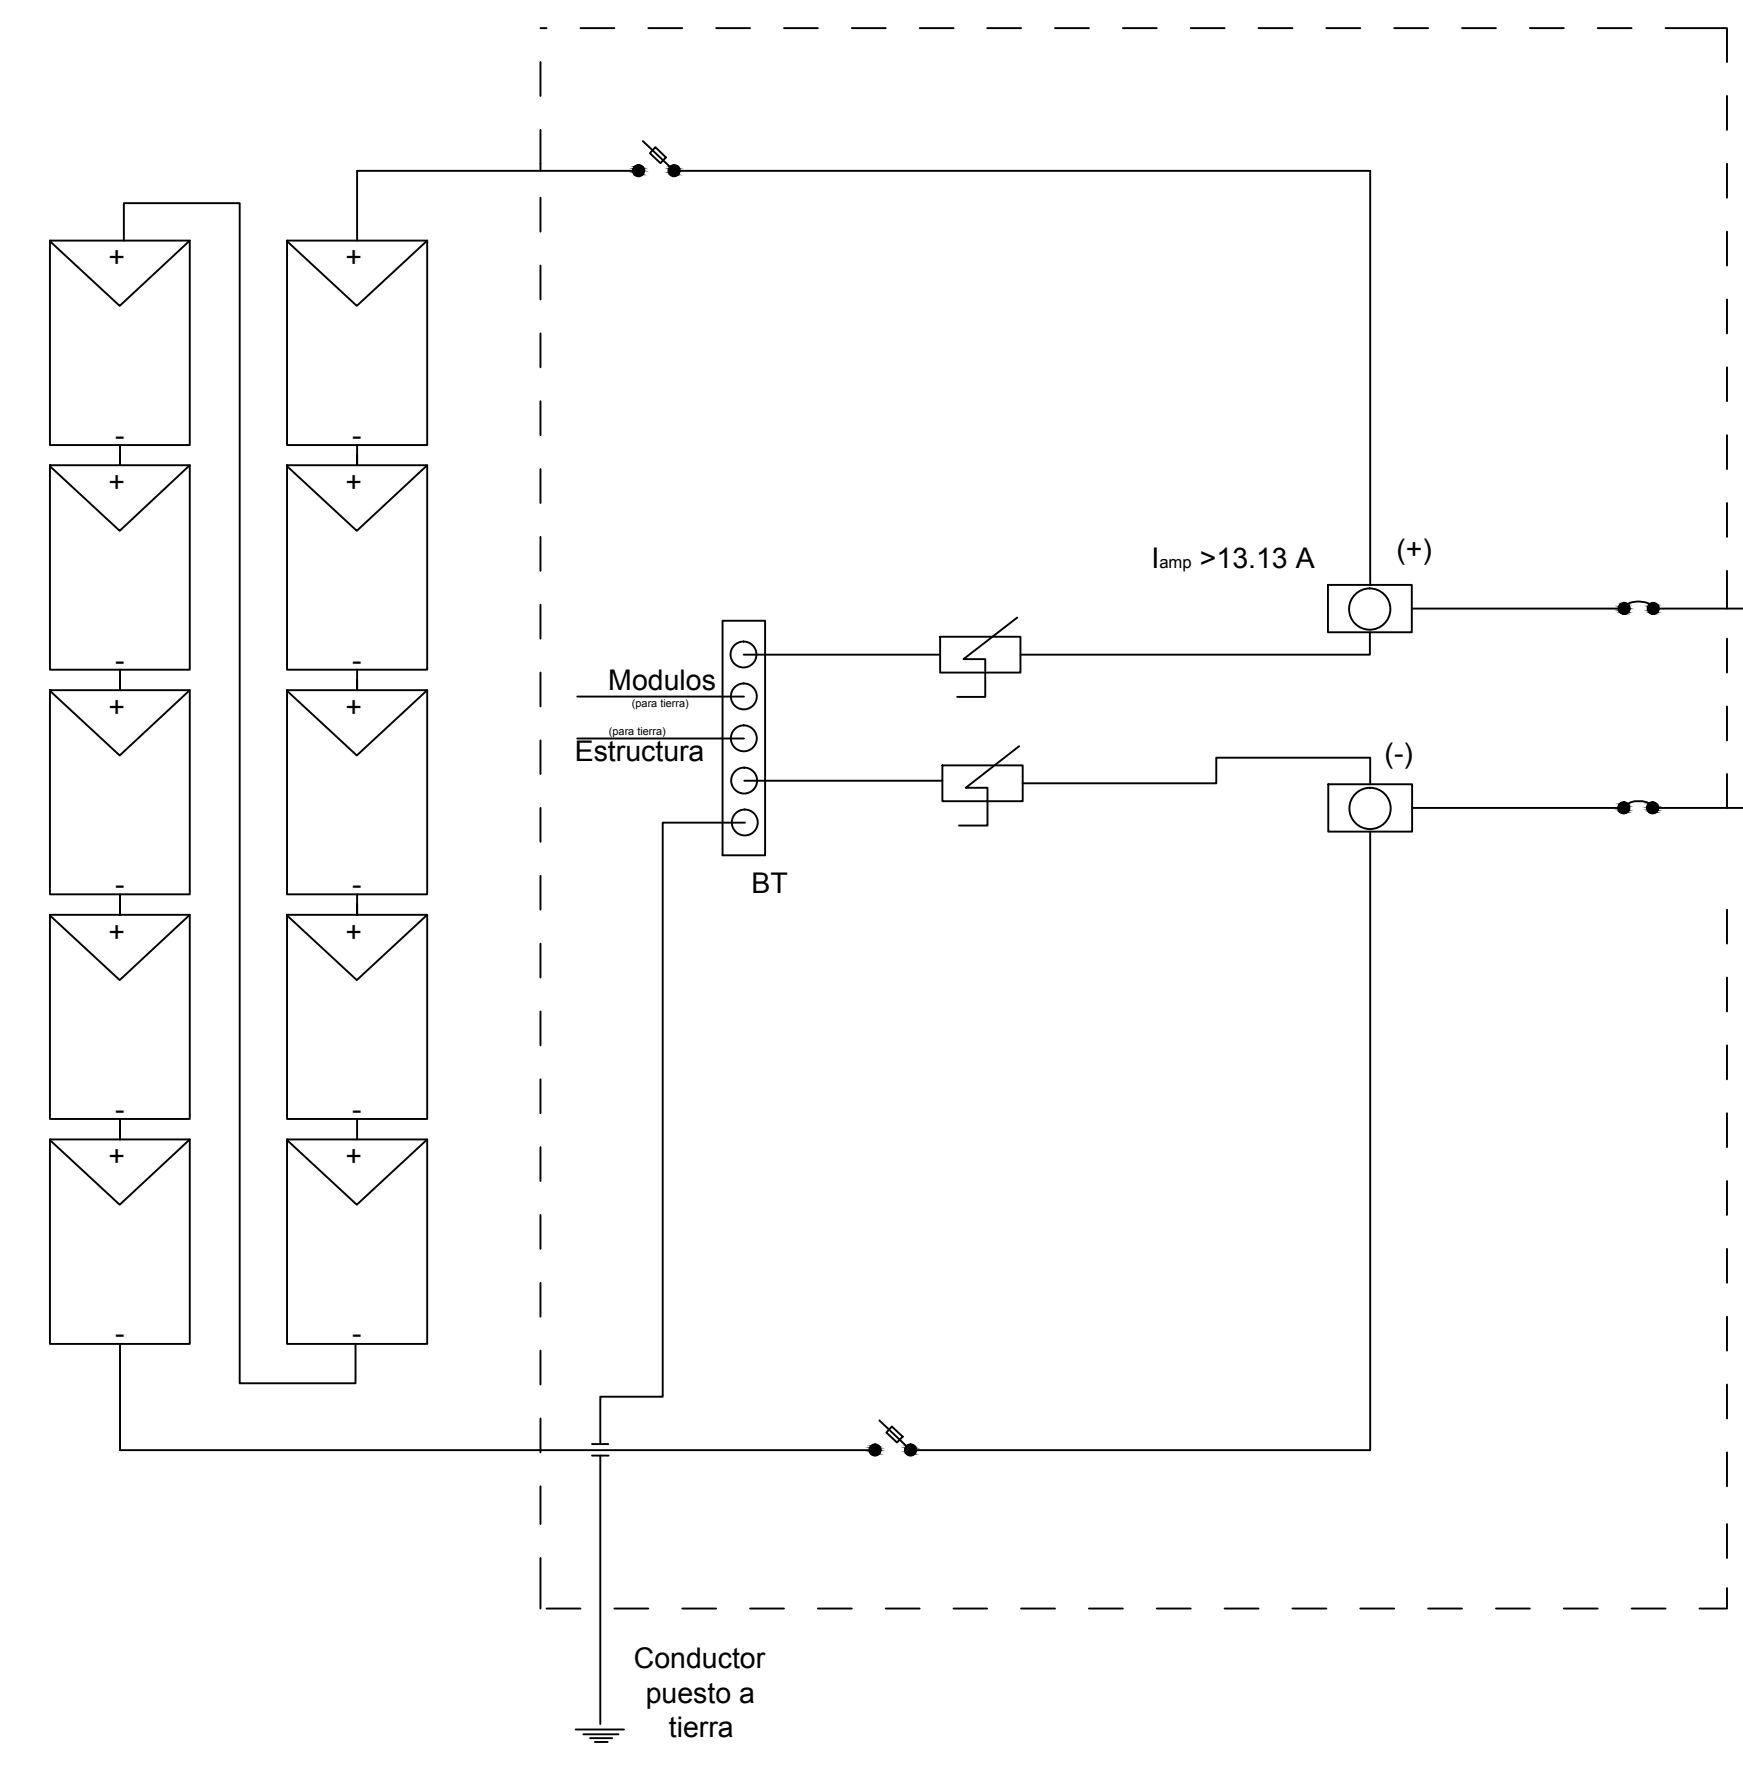 + +
- -
+ +
- -
Iamp >13.13 A (+)
Modulos
(para tierra)
+ +
(para tierra)
Estructura (-)
BT
- -
+ +
- -
+ +
- -
Conductor
puesto a
tierra